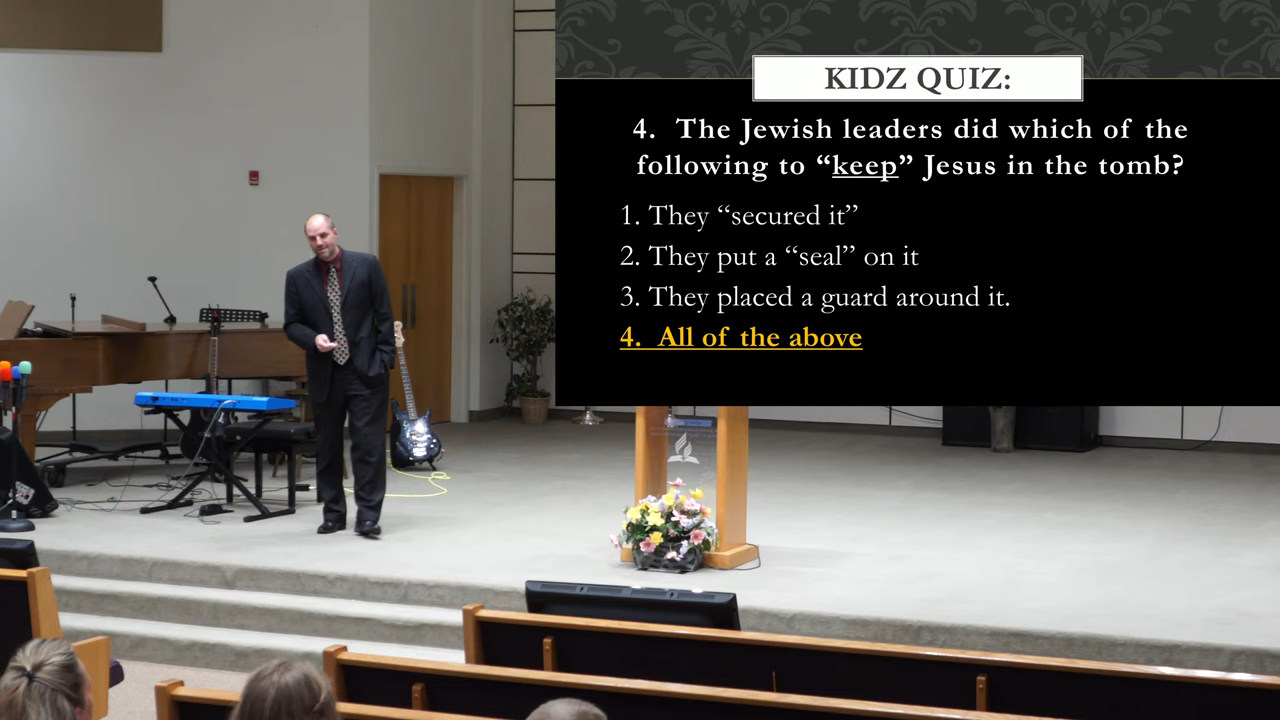 KIDZ QUIZ:
4. The Jewish leaders did which of the
following to “keep” Jesus in the tomb?
1. They “secured it”
2. They put a “seal” on it
3. They placed a guard around it.
4. All of the above